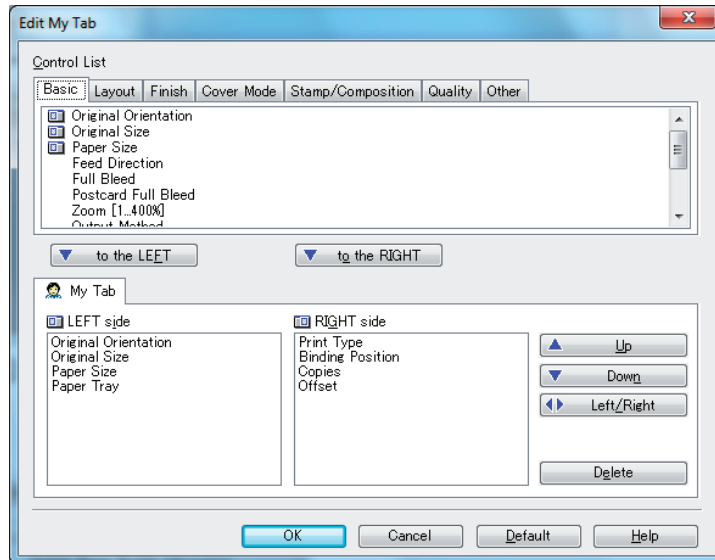 Edit My Tab
Control List
Basic Layout Finish Cover Mode Stamp/Composition Quality Other
Original Orientation
Original Size
Paper Size
Feed Direction
Full Bleed
Postcard Full Bleed
Zoom [1...400%]
Output Method
to the LEFT to the RIGHT
My Tab
LEFT side RIGHT side
Original Orientation Print Type
Original Size Binding Position
Paper Size Copies
Paper Tray Offset
Up
Down
Left/Right
Delete
OK Cancel Default Help